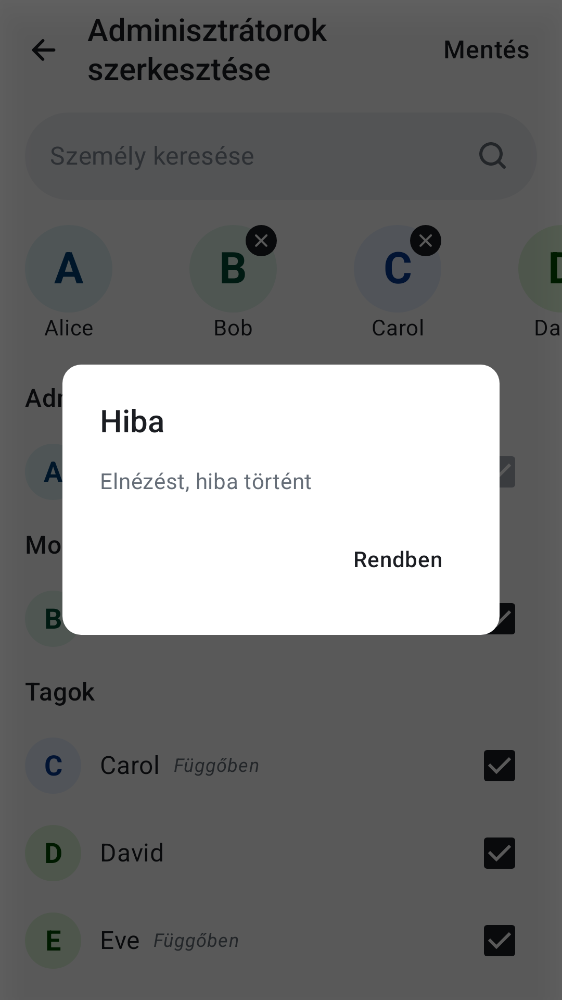 Adminisztrátorok
szerkesztése
Mentés
Személy keresése
A
B
C
Alice
Bob
Carol
Da
Adr
Hiba
A
Elnézést, hiba történt
Mo
Rendben
B
Tagok
C Carol Függőben
D David
E Eve Függőben